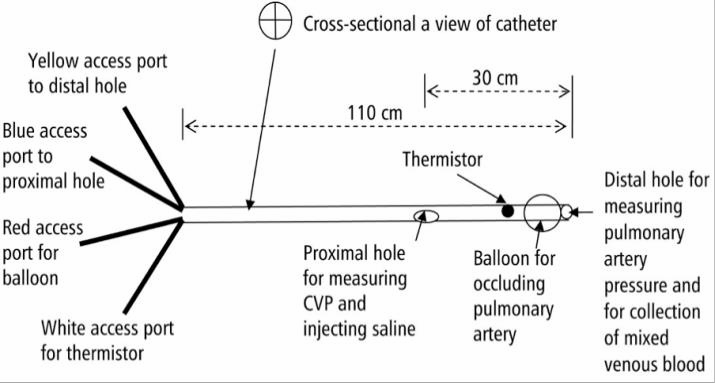 Cross-sectional a view of catheter
Yellow access port
to distal hole
30 cm
110 cm
Blue access
port to
proximal hole
Thermistor
Distal hole for
measuring
pulmonary
artery
pressure and
for collection
of mixed
venous blood
Red access
port for
balloon
Proximal hole
for measuring
CVP and
injecting saline
Balloon for
occluding
pulmonary
artery
White access port
for thermistor